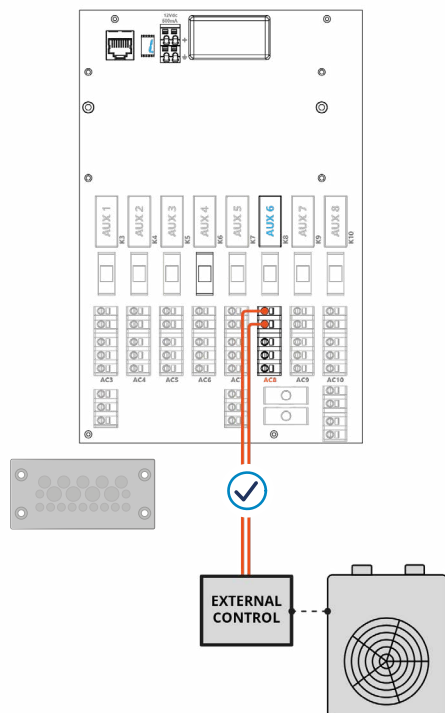 12Vdc
500mA
AUX 1
K3
AUX 2
K4
AUX 3
K5
AUX 4
K6
AUX 5
K7
AUX 6
K8
AUX 7
K9
AUX 8
K10
AC3
AC4
AC5
AC6
AC8
AC9
AC10
EXTERNAL
CONTROL